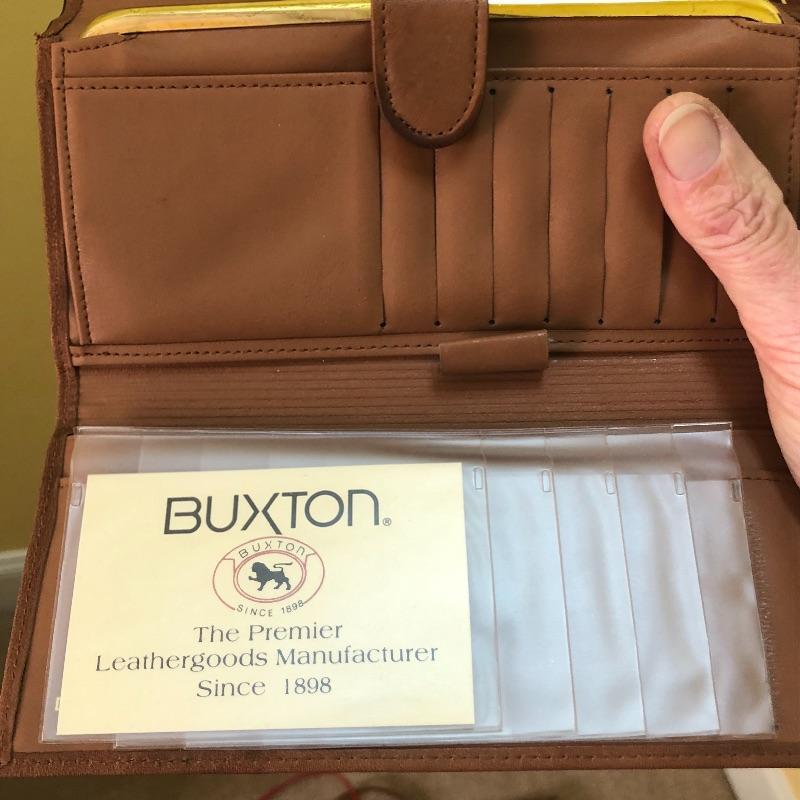 BUXTON®
BUXTON
SINCE 1898
The Premier
Leathergoods Manufacturer
Since 1898